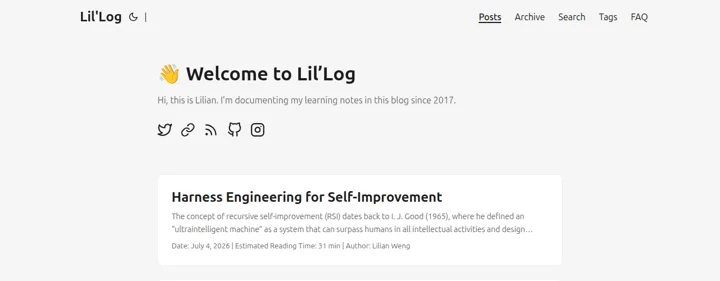 Lil'Log |
Posts Archive Search Tags FAQ
👋 Welcome to Lil’Log
Hi, this is Lilian. I’m documenting my learning notes in this blog since 2017.
Harness Engineering for Self-Improvement
The concept of recursive self-improvement (RSI) dates back to I. J. Good (1965), where he defined an
“ultraintelligent machine” as a system that can surpass humans in all intellectual activities and design…
Date: July 4, 2026 | Estimated Reading Time: 31 min | Author: Lilian Weng